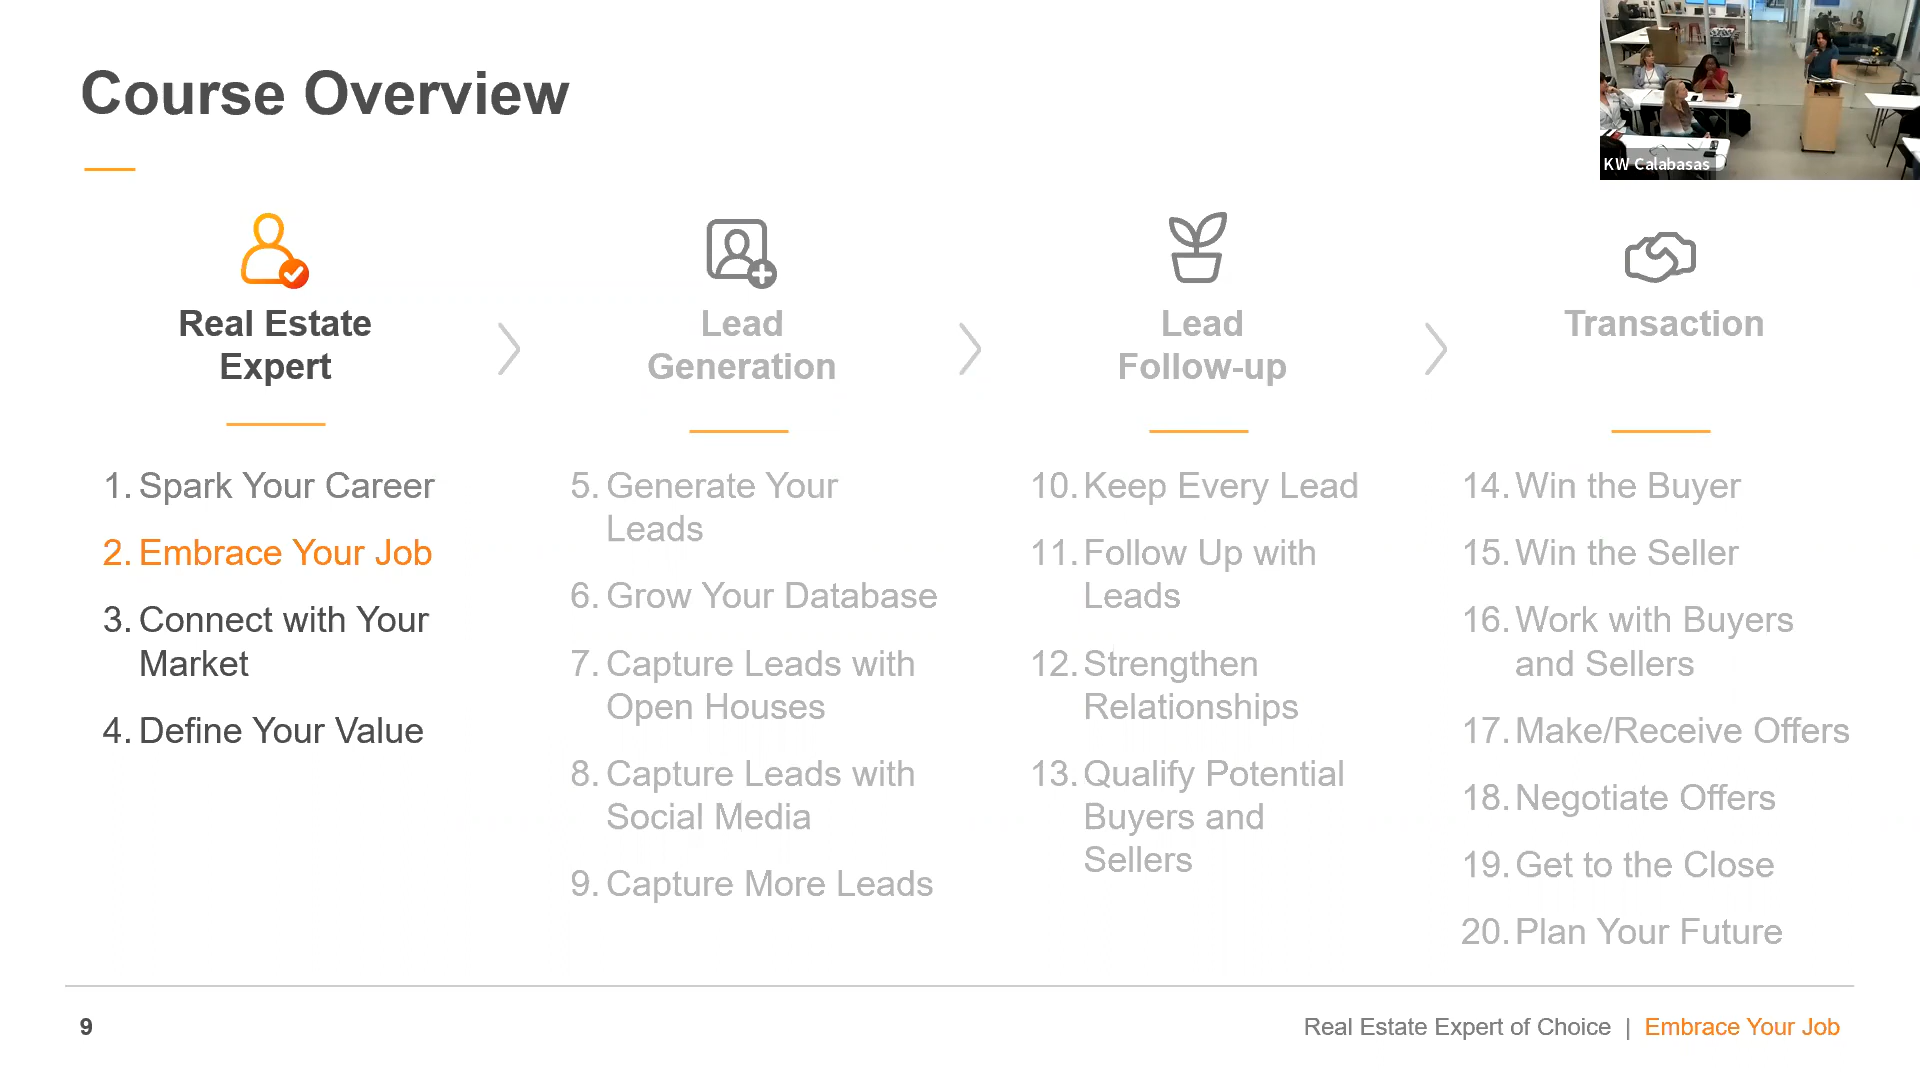 Course Overview
KW Calabasas
Real Estate
Expert
1. Spark Your Career
2. Embrace Your Job
3. Connect with Your
Market
4. Define Your Value
Lead
Generation
5. Generate Your
Leads
6. Grow Your Database
7. Capture Leads with
Open Houses
8. Capture Leads with
Social Media
9. Capture More Leads
Lead
Follow-up
10. Keep Every Lead
11. Follow Up with
Leads
12. Strengthen
Relationships
13. Qualify Potential
Buyers and
Sellers
Transaction
14. Win the Buyer
15. Win the Seller
16. Work with Buyers
and Sellers
17. Make/Receive Offers
18. Negotiate Offers
19. Get to the Close
20. Plan Your Future
9
Real Estate Expert of Choice | Embrace Your Job